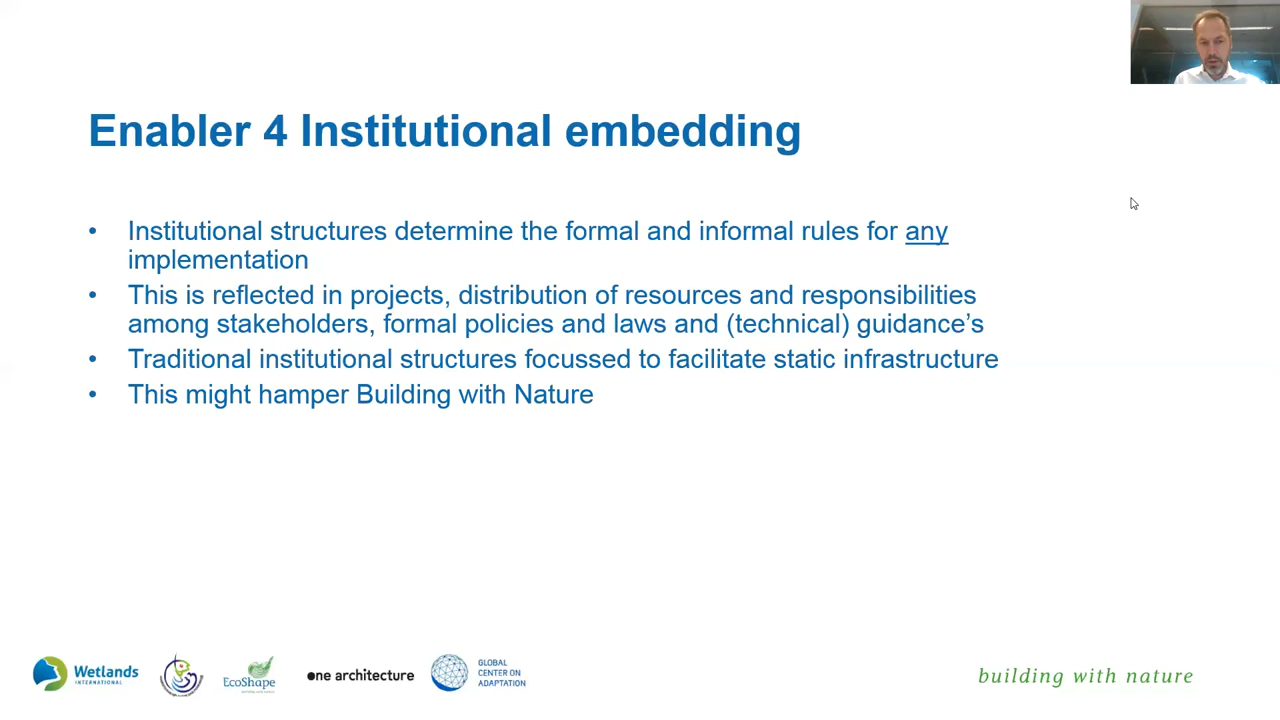 Enabler 4 Institutional embedding
• Institutional structures determine the formal and informal rules for any
implementation
• This is reflected in projects, distribution of resources and responsibilities
among stakeholders, formal policies and laws and (technical) guidance’s
• Traditional institutional structures focussed to facilitate static infrastructure
• This might hamper Building with Nature
Wetlands
INTERNATIONAL
EcoShape
one architecture
GLOBAL
CENTER ON
ADAPTATION
building with nature